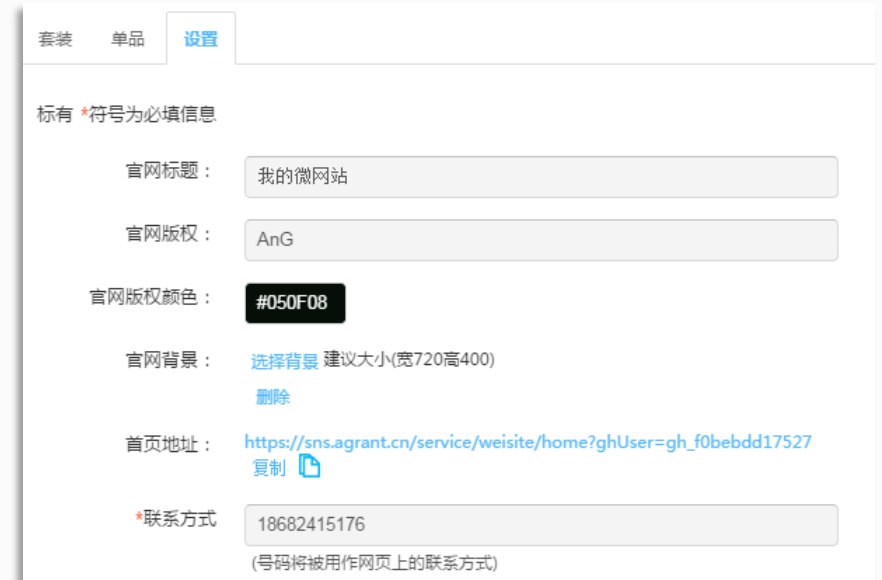 套装 单品 设置
标有 *符号为必填信息
官网标题： 我的微网站
官网版权： AnG
官网版权颜色： #050F08
官网背景： 选择背景 建议大小(宽720高400)
删除
首页地址： https://sns.agrant.cn/service/weisite/home?ghUser=gh_f0bebdd17527
复制
*联系方式 18682415176
(号码将被用作网页上的联系方式)